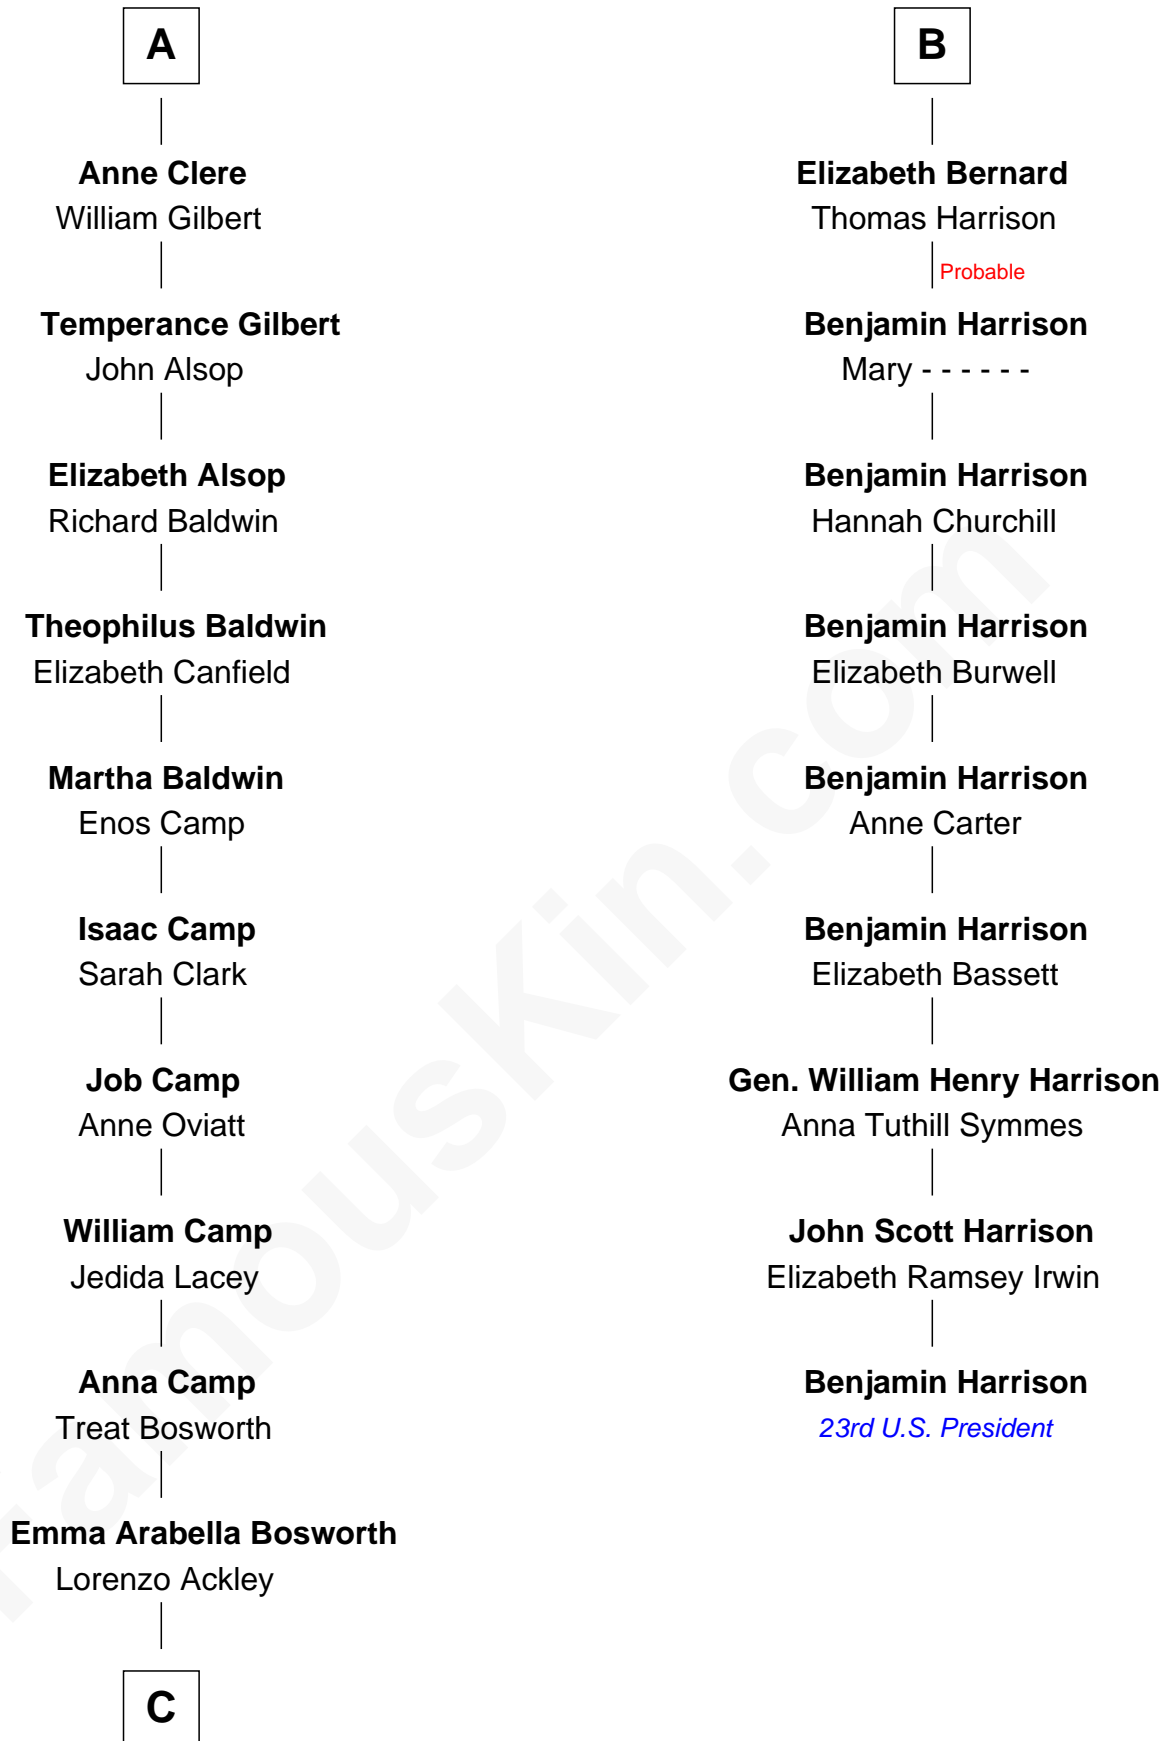 A
Anne Clere
William Gilbert
Temperance Gilbert
John Alsop
Elizabeth Alsop
Richard Baldwin
Theophilus Baldwin
Elizabeth Canfield
Martha Baldwin
Enos Camp
Isaac Camp
Sarah Clark
Job Camp
Anne Oviatt
William Camp
Jedida Lacey
Anna Camp
Treat Bosworth
Emma Arabella Bosworth
Lorenzo Ackley
C
B
Elizabeth Bernard
Thomas Harrison
Probable
Benjamin Harrison
Mary - - - - - -
Benjamin Harrison
Hannah Churchill
Benjamin Harrison
Elizabeth Burwell
Benjamin Harrison
Anne Carter
Benjamin Harrison
Elizabeth Bassett
Gen. William Henry Harrison
Anna Tuthill Symmes
John Scott Harrison
Elizabeth Ramsey Irwin
Benjamin Harrison
23rd U.S. President
FamousKin.com